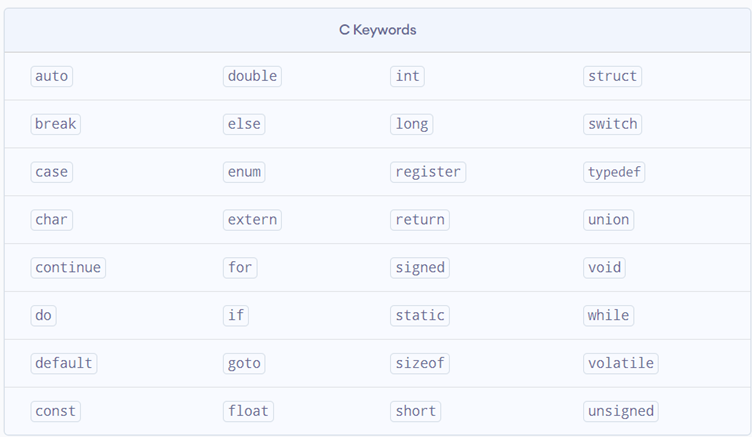 C Keywords
auto double int struct
break else long switch
case enum register typedef
char extern return union
continue for signed void
do if static while
default goto sizeof volatile
const float short unsigned